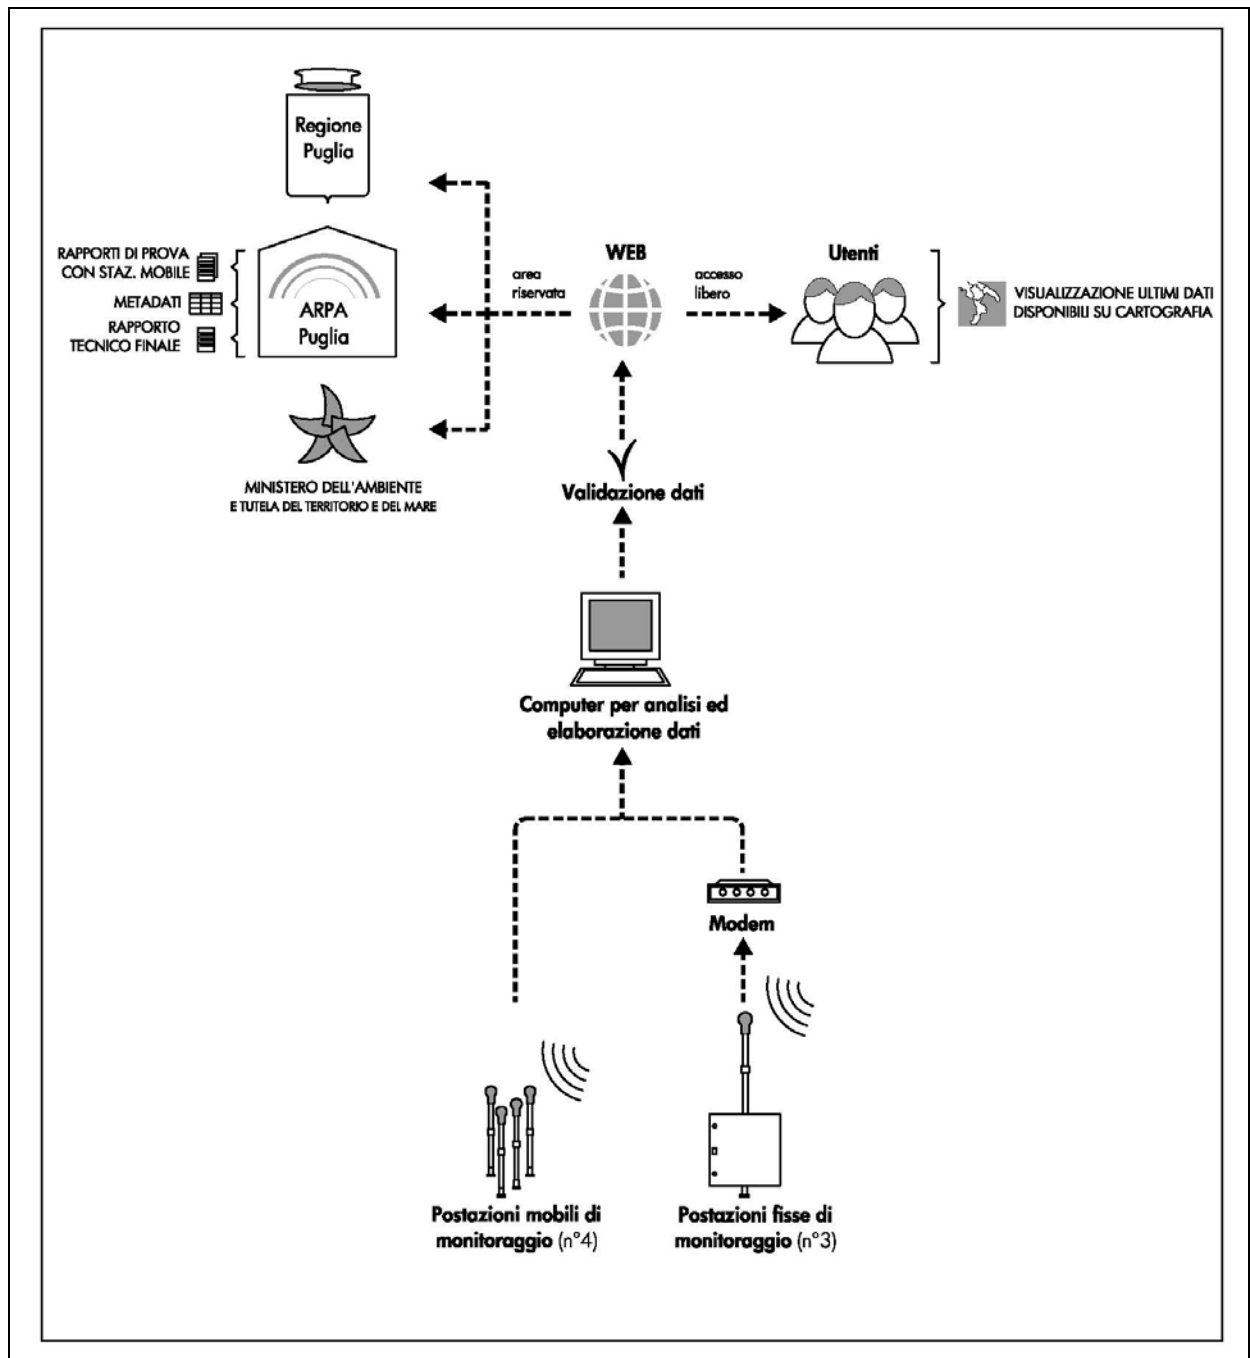 Regione
Puglia
RAPPORTI DI PROVA
CON STAZ. MOBILE
METADATI
RAPPORTO
TECNICO FINALE
ARPA
Puglia
MINISTERO DELL'AMBIENTE
E TUTELA DEL TERRITORIO E DEL MARE
area
riservata
WEB
accesso
libero
Utenti
VISUALIZZAZIONE ULTIMI DATI
DISPONIBILI SU CARTOGRAFIA
Validazione dati
Computer per analisi ed
elaborazione dati
Modem
Postazioni mobili di
monitoraggio (n°4)
Postazioni fisse di
monitoraggio (n°3)